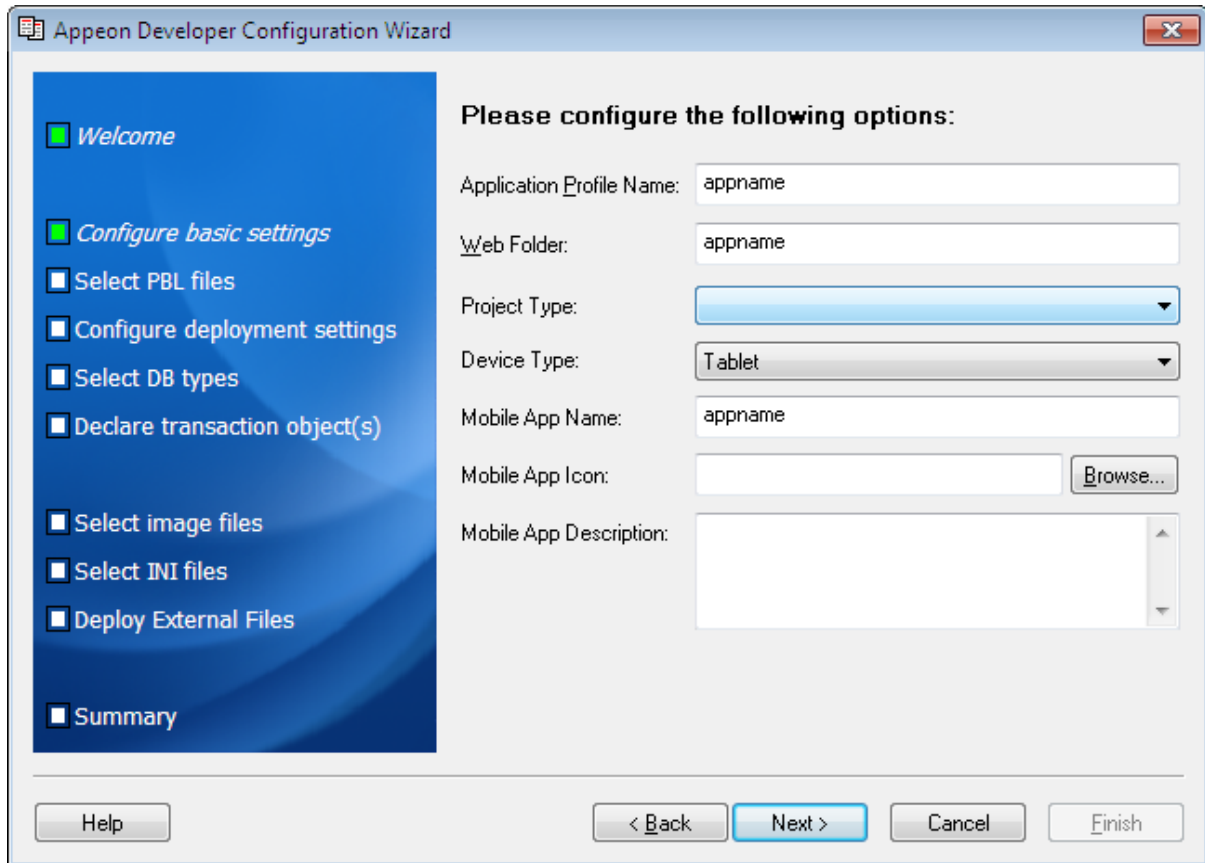 Appeon Developer Configuration Wizard
Welcome
Configure basic settings
Select PBL files
Configure deployment settings
Select DB types
Declare transaction object(s)
Select image files
Select INI files
Deploy External Files
Summary
Please configure the following options:
Application Profile Name: appname
Web Folder: appname
Project Type:
Device Type: Tablet
Mobile App Name: appname
Mobile App Icon: Browse...
Mobile App Description:
Help < Back Next > Cancel Finish